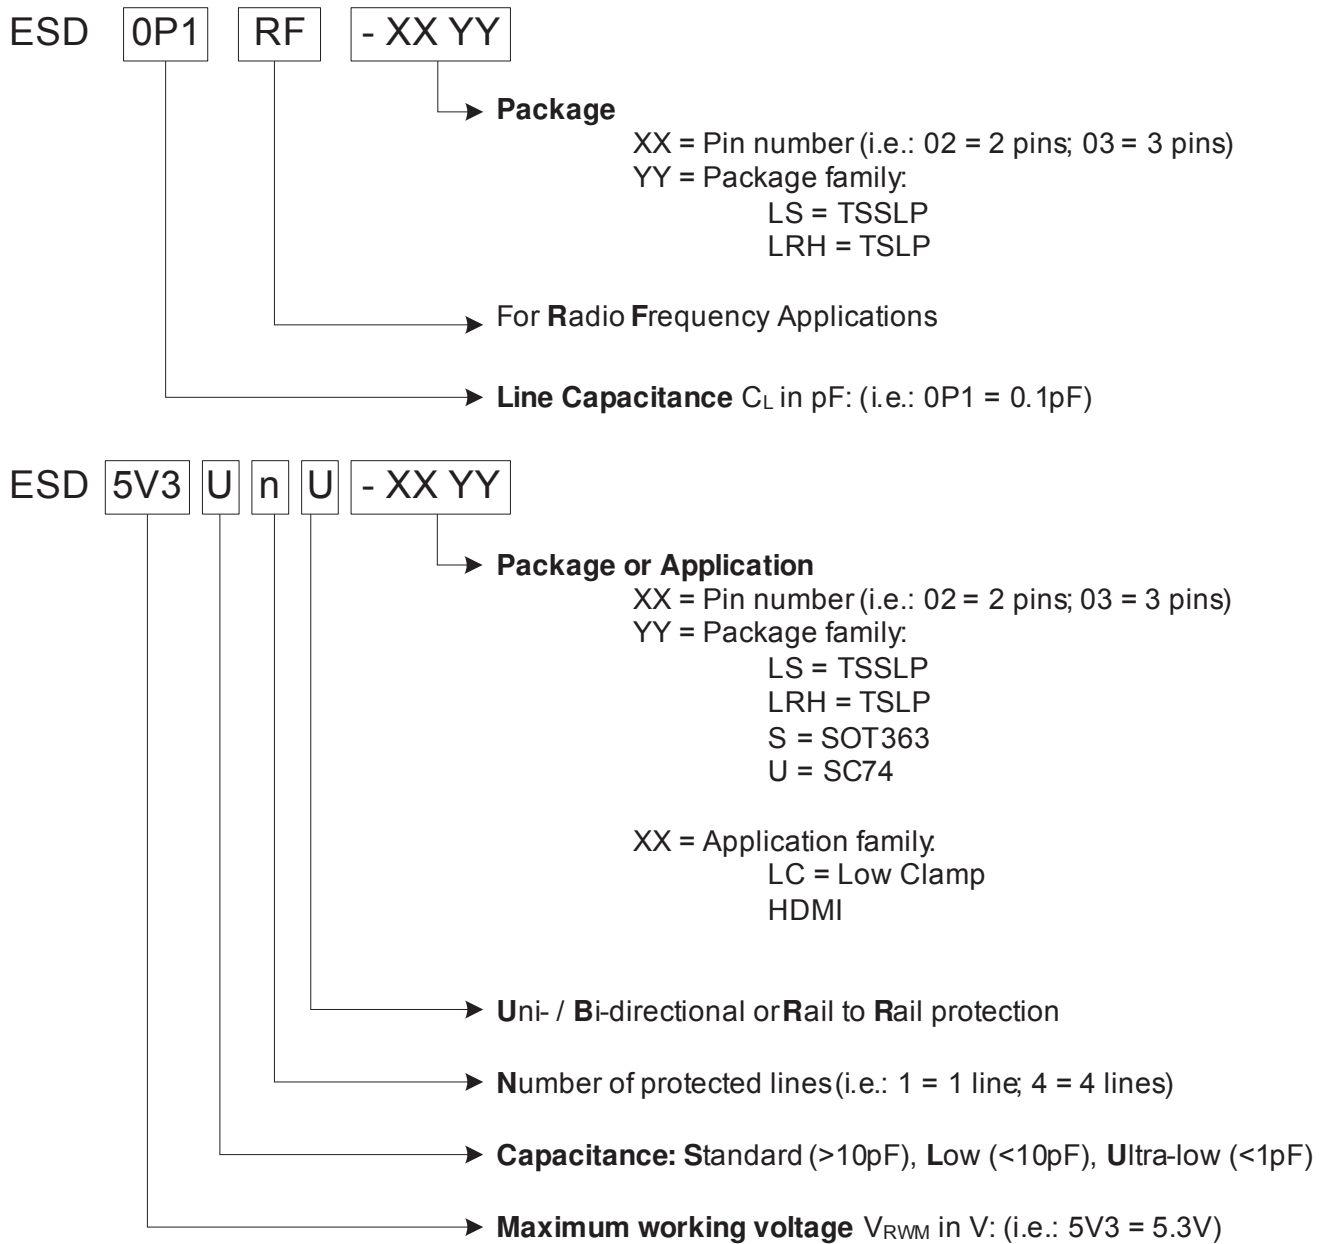 ESD 0P1 RF - XX YY
Package
XX = Pin number (i.e.: 02 = 2 pins; 03 = 3 pins)
YY = Package family:
LS = TSSLP
LRH = TSLP
For Radio Frequency Applications
Line Capacitance CL in pF: (i.e.: 0P1 = 0.1pF)
ESD 5V3 U n U - XX YY
Package or Application
XX = Pin number (i.e.: 02 = 2 pins; 03 = 3 pins)
YY = Package family:
LS = TSSLP
LRH = TSLP
S = SOT363
U = SC74
XX = Application family:
LC = Low Clamp
HDMI
Uni- / Bi-directional or Rail to Rail protection
Number of protected lines (i.e.: 1 = 1 line; 4 = 4 lines)
Capacitance: Standard (>10pF), Low (<10pF), Ultra-low (<1pF)
Maximum working voltage VRWM in V: (i.e.: 5V3 = 5.3V)